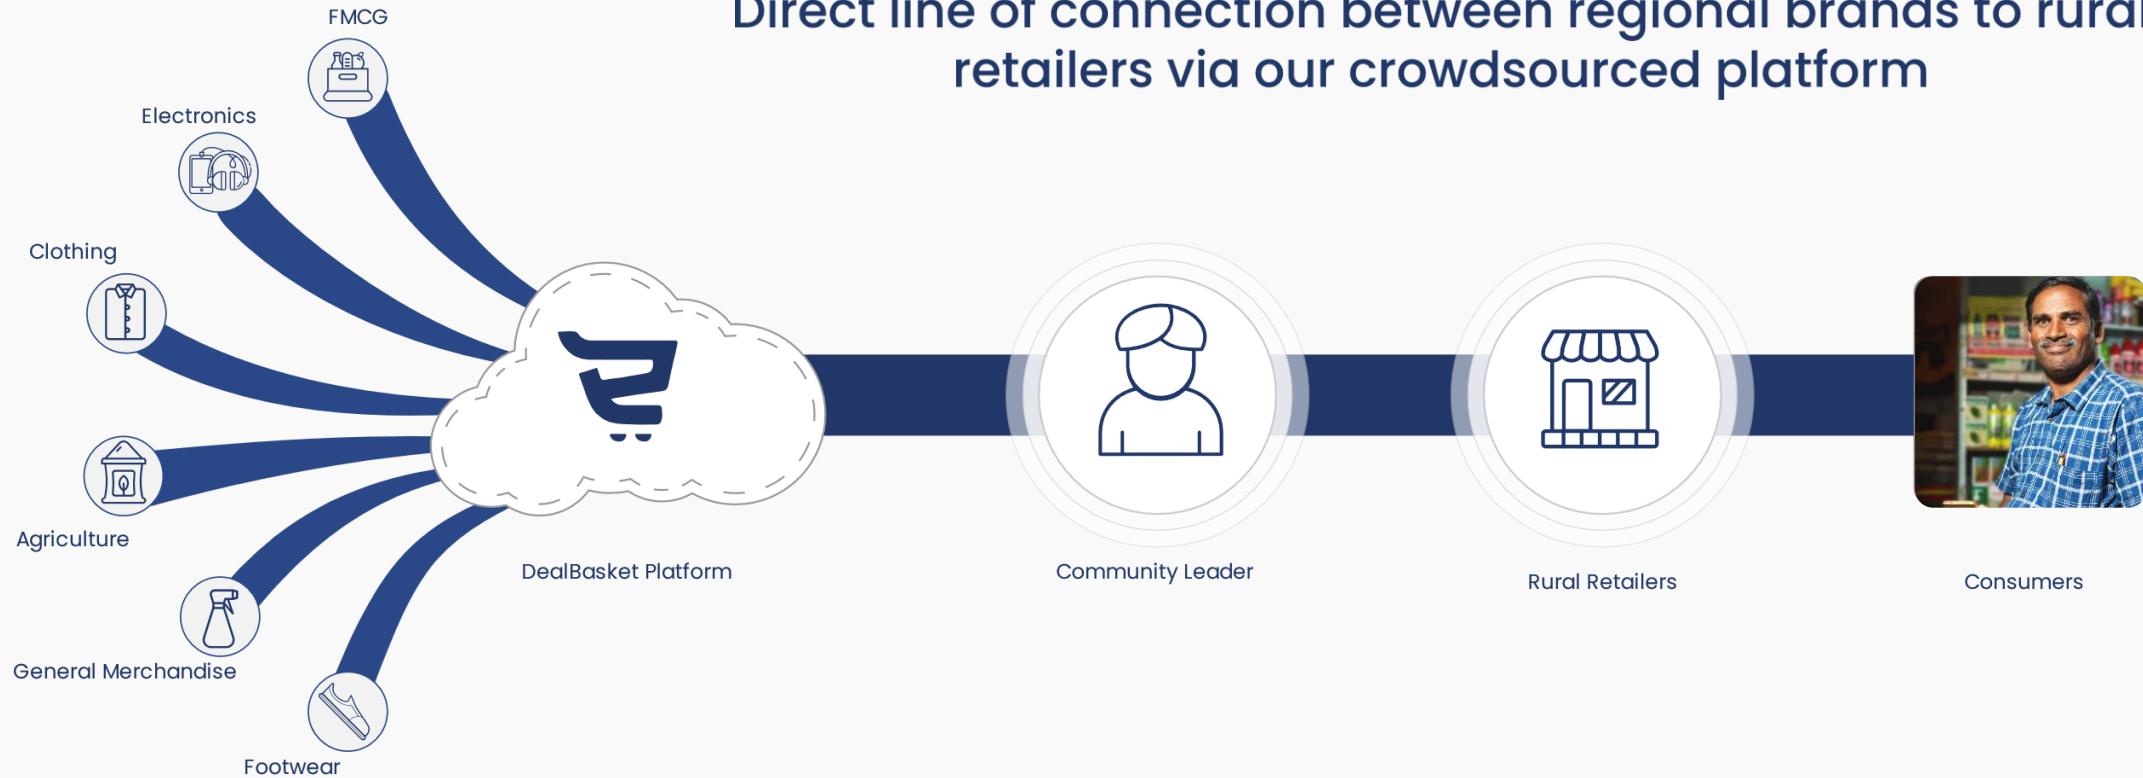 Direct line of connection between regional brands to rural
retailers via our crowdsourced platform
FMCG
Electronics
Clothing
Agriculture
General Merchandise
Footwear
DealBasket Platform
Community Leader
Rural Retailers
Consumers